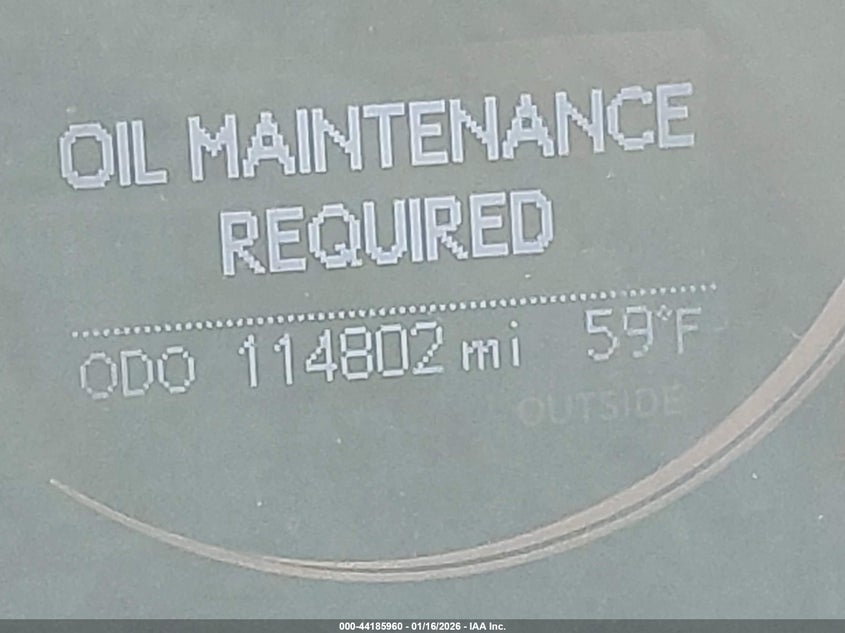 OIL MAINTENANCE
REQUIRED
ODO 114802 mi 59°F
OUTSIDE
000-44185960 - 01/16/2026 - IAA Inc.